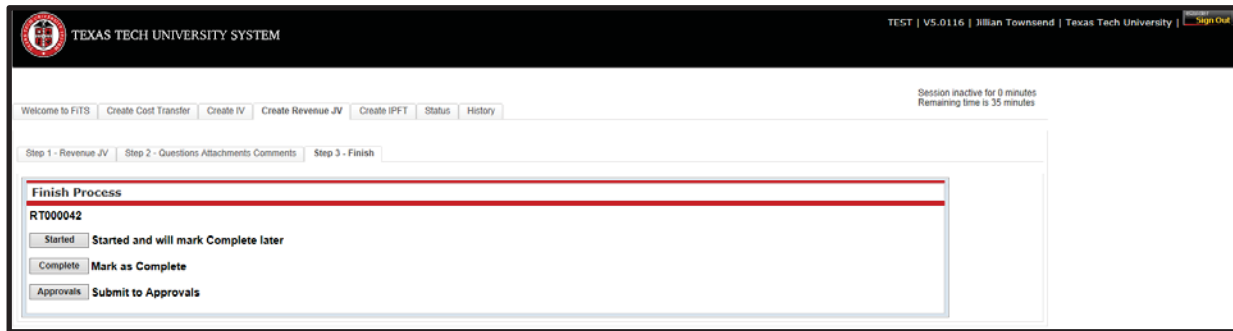 TEXAS TECH UNIVERSITY SYSTEM
TEST | V5.0116 | Jillian Townsend | Texas Tech University | Sign Out
Session inactive for 0 minutes
Remaining time is 35 minutes
Welcome to FiTS Create Cost Transfer Create IV Create Revenue JV Create IPFT Status History
Step 1 - Revenue JV Step 2 - Questions Attachments Comments Step 3 - Finish
Finish Process
RT000042
Started Started and will mark Complete later
Complete Mark as Complete
Approvals Submit to Approvals